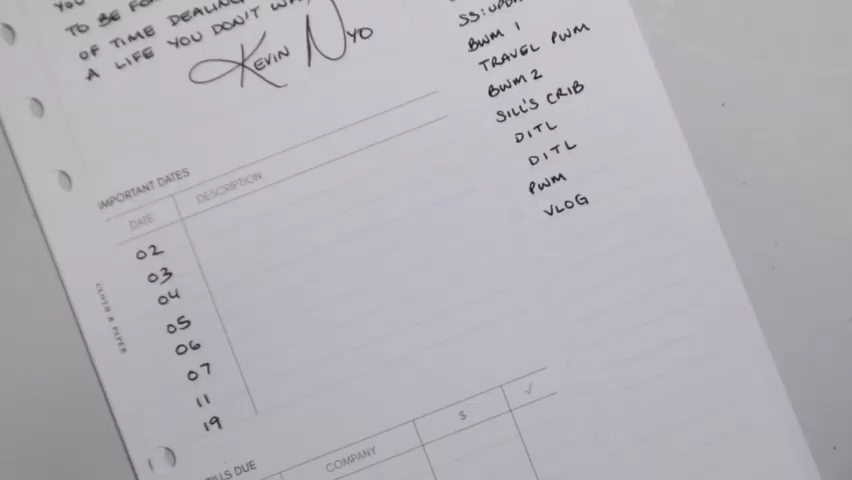 TO BE
OF TIME DEALING
A LIFE YOU DON'T
KEVIN NYO
SS: UPDA
BWM 1
TRAVEL PWM
BWM 2
SILL'S CRIB
DITL
DITL
PWM
VLOG
IMPORTANT DATES
DATE DESCRIPTION
02
03
04
05
06
07
11
19
CLOTH & PAPER
BILLS DUE
COMPANY $ ✓